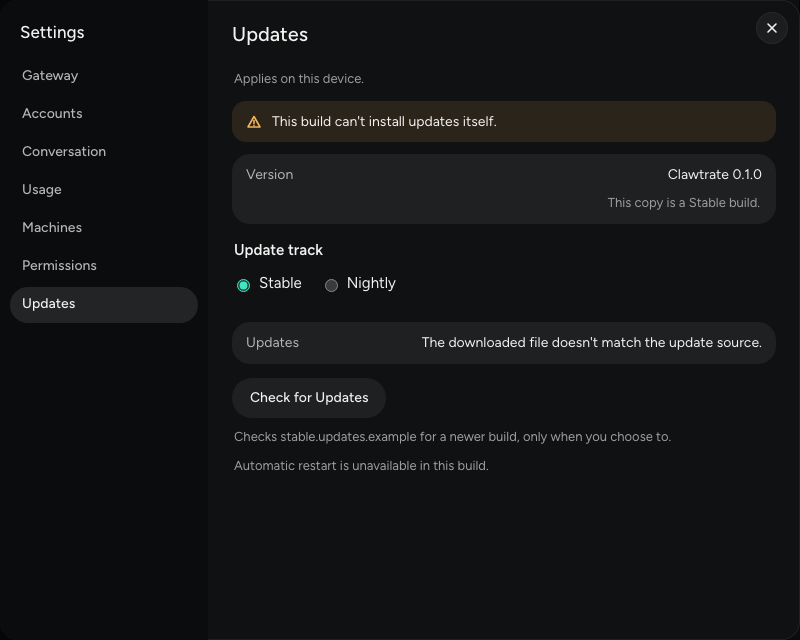 Settings
Gateway
Accounts
Conversation
Usage
Machines
Permissions
Updates
Updates
Applies on this device.
This build can't install updates itself.
Version
Clawtrate 0.1.0
This copy is a Stable build.
Update track
Stable
Nightly
Updates
The downloaded file doesn't match the update source.
Check for Updates
Checks stable.updates.example for a newer build, only when you choose to.
Automatic restart is unavailable in this build.